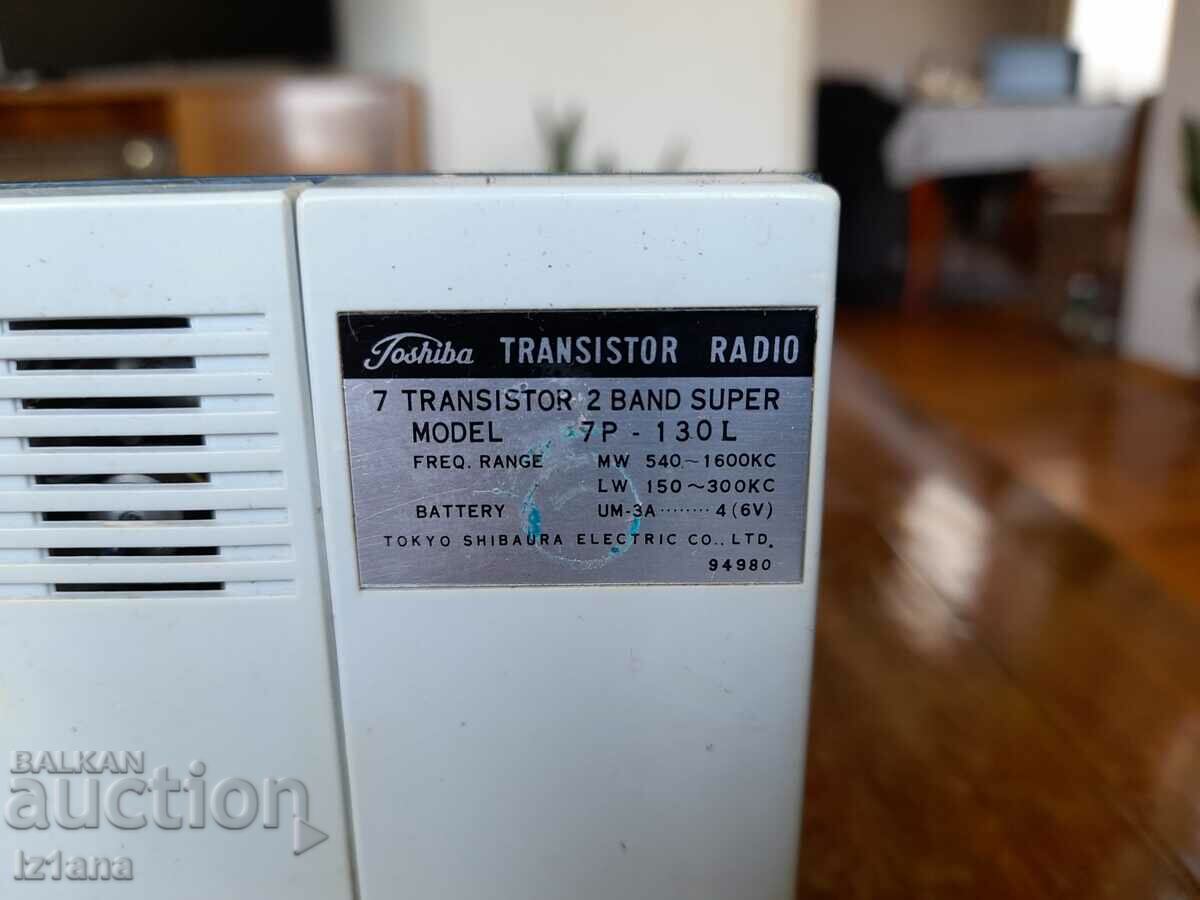 Toshiba TRANSISTOR RADIO
7 TRANSISTOR 2 BAND SUPER
MODEL 7P - 130L
FREQ. RANGE MW 540~1600KC
LW 150~300KC
BATTERY UM-3A········4(6V)
TOKYO SHIBAURA ELECTRIC CO., LTD.
94980
BALKAN
auction
iz1ana